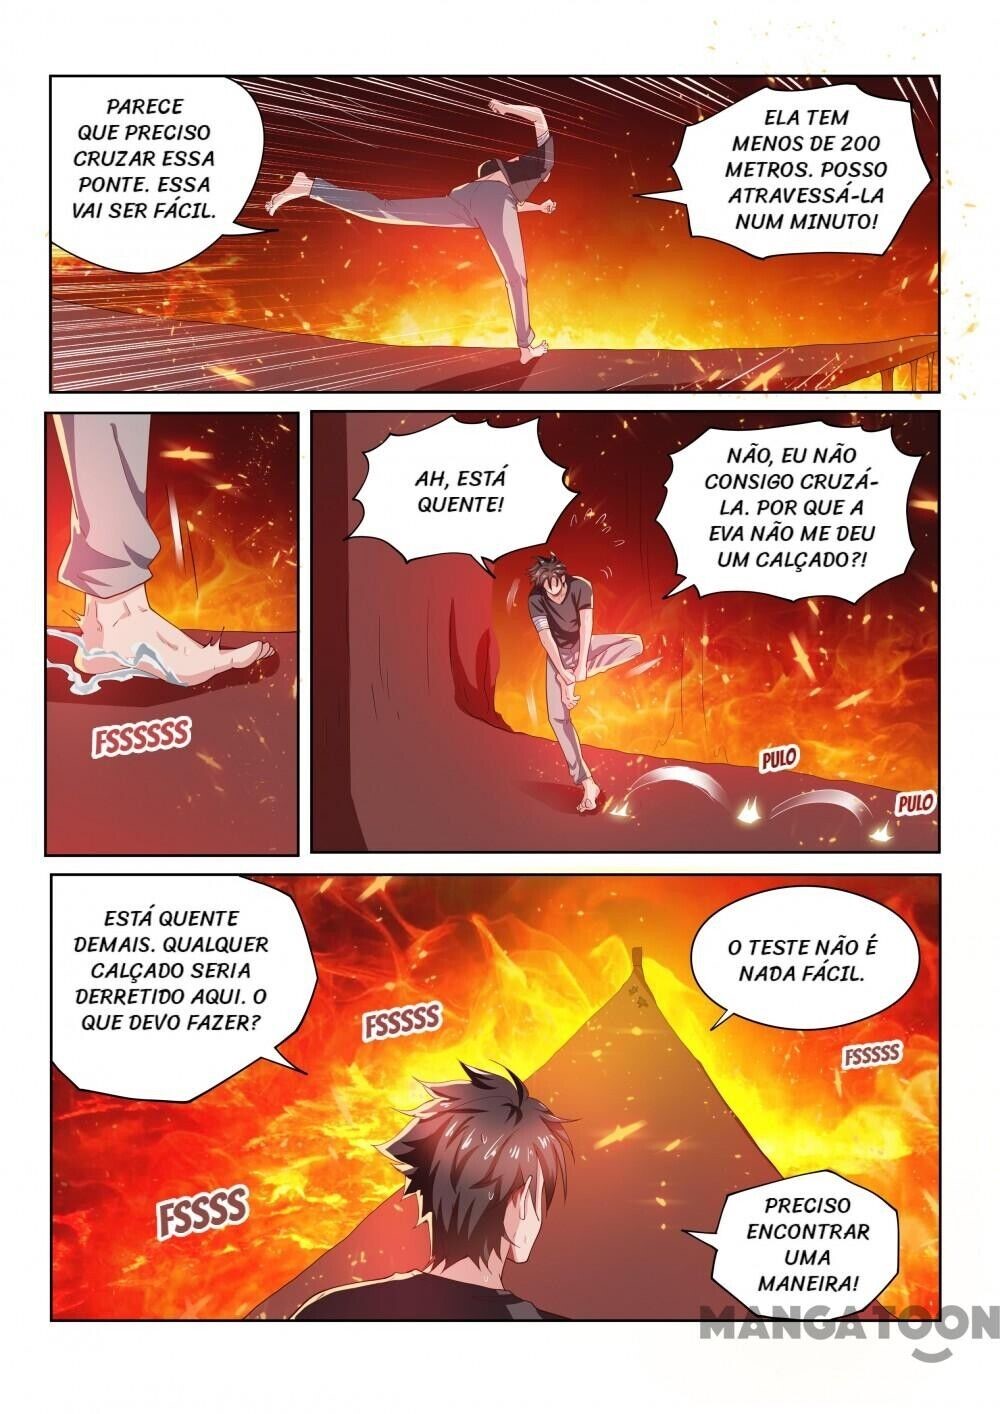 PARECE
QUE PRECISO
CRUZAR ESSA
PONTE. ESSA
VAI SER FÁCIL.
ELA TEM
MENOS DE 200
METROS. POSSO
ATRAVESSÁ-LA
NUM MINUTO!
FSSSSSS
AH, ESTÁ
QUENTE!
NÃO, EU NÃO
CONSIGO CRUZÁ-
LA. POR QUE A
EVA NÃO ME DEU
UM CALÇADO?!
PULO
PULO
ESTÁ QUENTE
DEMAIS. QUALQUER
CALÇADO SERIA
DERRETIDO AQUI. O
QUE DEVO FAZER?
O TESTE NÃO É
NADA FÁCIL.
FSSSSS
FSSSSS
FSSSS
PRECISO
ENCONTRAR
UMA
MANEIRA!
MANGATOON